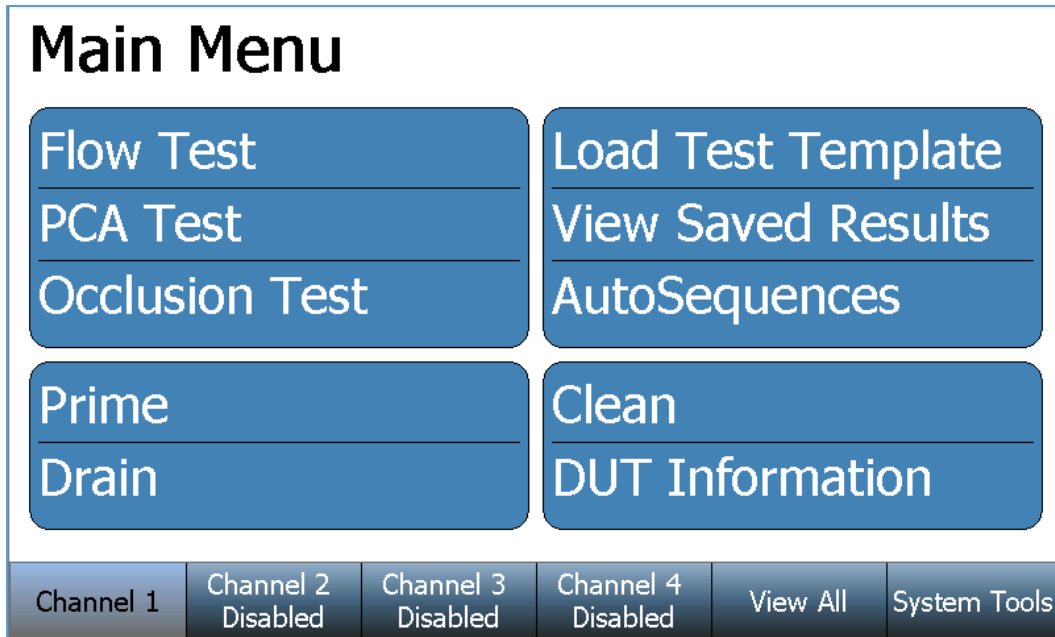 Main Menu
Flow Test
PCA Test
Occlusion Test
Load Test Template
View Saved Results
AutoSequences
Prime
Drain
Clean
DUT Information
Channel 1
Channel 2
Disabled
Channel 3
Disabled
Channel 4
Disabled
View All
System Tools